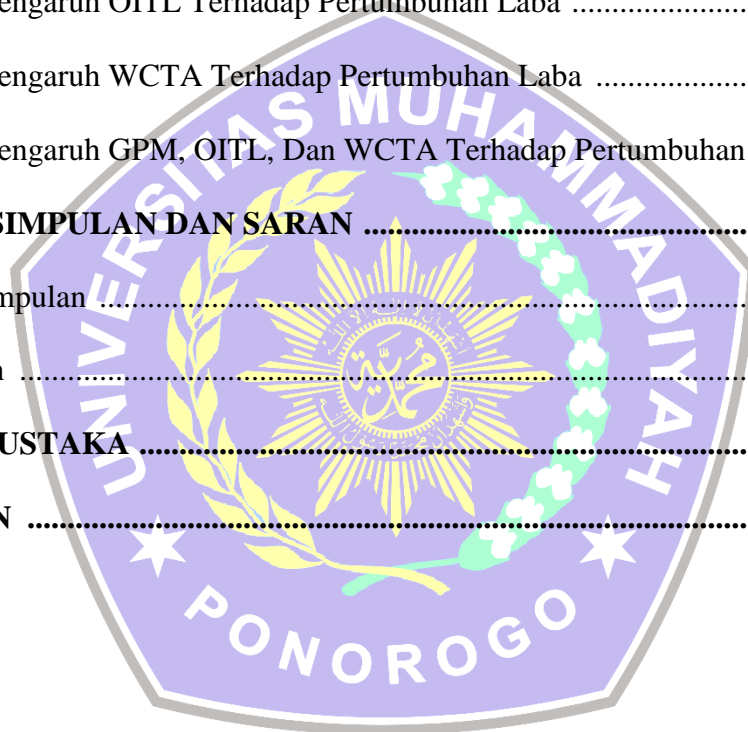 engaruh OITL Terhadap Pertumbuhan Laba ......................
engaruh WCTA Terhadap Pertumbuhan Laba ...................
engaruh GPM, OITL, Dan WCTA Terhadap Pertumbuhan
SIMPULAN DAN SARAN ................................................
mpulan ................................................................................
n ..........................................................................................
USTAKA ...........................................................................
N .........................................................................................
UNIVERSITAS MUHAMMADIYAH
PONOROGO
محمدية